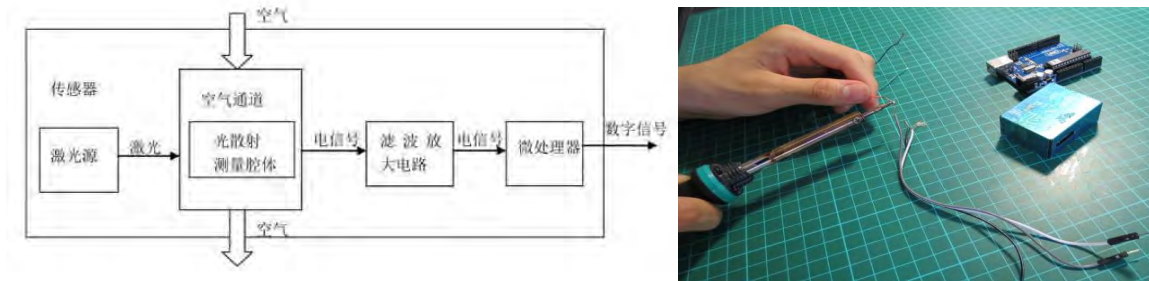 空气
传感器
空气通道
激光源
激光
光散射
测量腔体
电信号
滤波放
大电路
电信号
微处理器
数字信号
空气